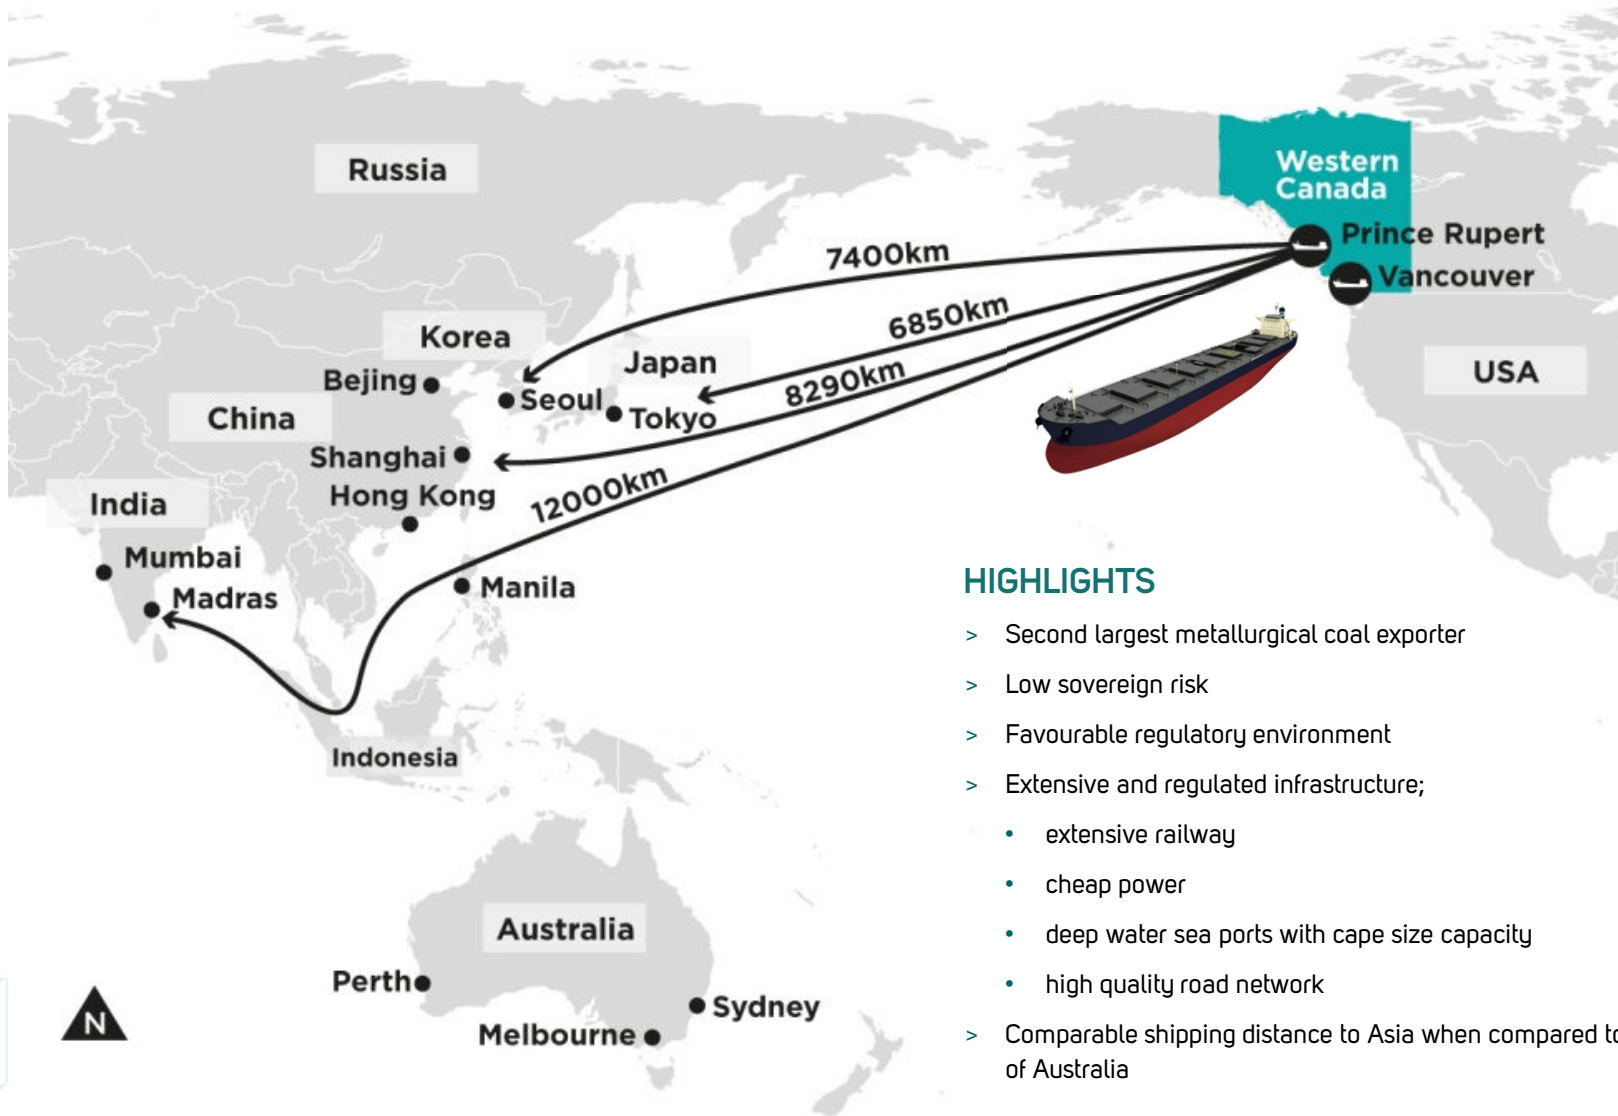 Russia
Western
Canada
Prince Rupert
Vancouver
7400km
6850km
8290km
12000km
Korea
Japan
USA
Bejing
Seoul
Tokyo
China
Shanghai
Hong Kong
India
Mumbai
Madras
Manila
Indonesia
Australia
Perth
Sydney
Melbourne
N
HIGHLIGHTS
> Second largest metallurgical coal exporter
> Low sovereign risk
> Favourable regulatory environment
> Extensive and regulated infrastructure;
• extensive railway
• cheap power
• deep water sea ports with cape size capacity
• high quality road network
> Comparable shipping distance to Asia when compared to
of Australia